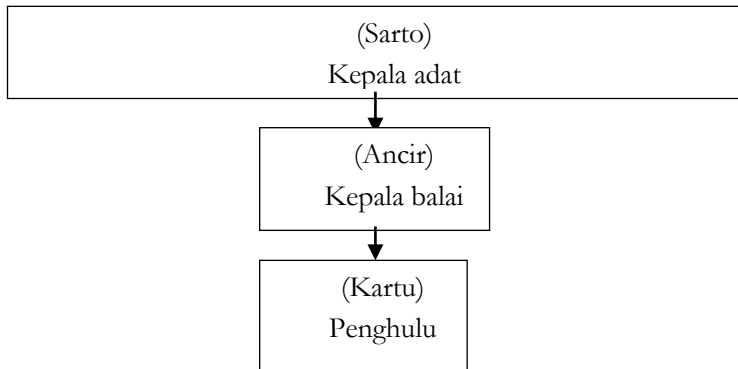 (Sarto)
Kepala adat
(Ancir)
Kepala balai
(Kartu)
Penghulu